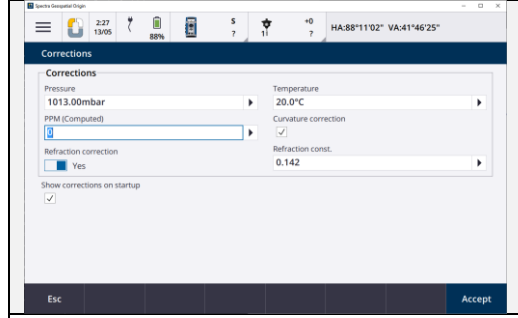 Spectra Geospatial Origin
2:27
13/05
88%
S
?
1
+0
?
HA:88°11'02" VA:41°46'25"
Corrections
Corrections
Pressure
1013.00mbar
Temperature
20.0°C
PPM (Computed)
0
Curvature correction
Refraction correction
Yes
Refraction const.
0.142
Show corrections on startup
Esc
Accept